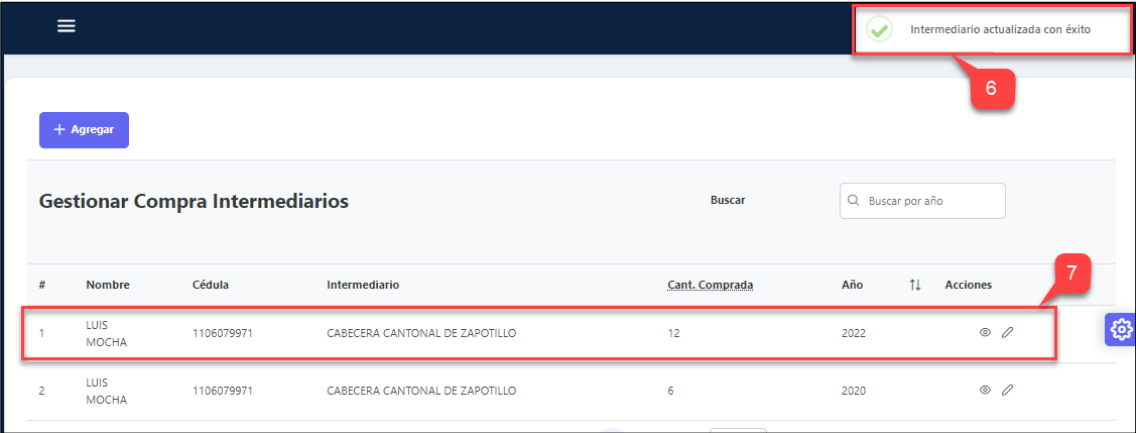 Intermediario actualizada con éxito
6
+ Agregar
Gestionar Compra Intermediarios
Buscar
Buscar por año
7
# Nombre Cédula Intermediario Cant. Comprada Año Acciones
1 LUIS MOCHA 1106079971 CABECERA CANTONAL DE ZAPOTILLO 12 2022
2 LUIS MOCHA 1106079971 CABECERA CANTONAL DE ZAPOTILLO 6 2020